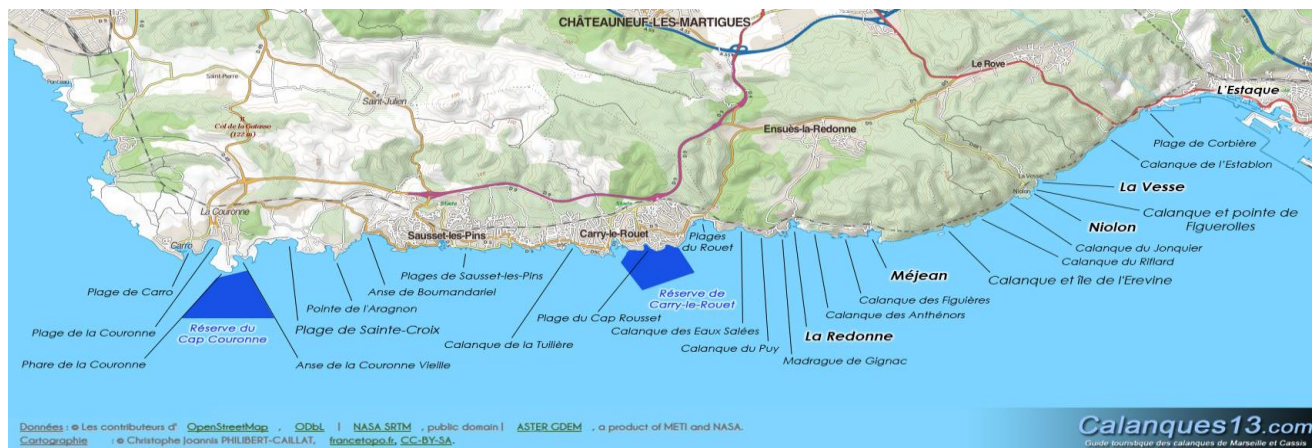 CHÂTEAUNEUF-LES-MARTIGUES
Le Rove
L'Estaque
Saint-Pierre
Saint-Julien
Col de la Gatasse
(122 m)
Ensuès-la-Redonne
Plage de Corbière
Calanque de l'Establon
La Vesse
Niolon
La Vesse
Calanque et pointe de
Figuerolles
Niolon
Calanque du Jonquier
Calanque du Riflard
Calanque et île de l'Erevine
La Couronne
Carro
Stade
Stade
Sausset-les-Pins
Carry-le-Rouet
Plages
du Rouet
Plages de Sausset-les-Pins
Méjean
Plage de Carro
Anse de Boumandariel
Réserve de
Carry-le-Rouet
Calanque des Figuières
Pointe de l'Aragnon
Calanque des Anthénors
Plage de la Couronne
Réserve du
Cap Couronne
Plage de Sainte-Croix
Plage du Cap Rousset
Calanque des Eaux Salées
La Redonne
Calanque de la Tuilière
Calanque du Puy
Phare de la Couronne
Anse de la Couronne Vieille
Madrague de Gignac
Données : © Les contributeurs d' OpenStreetMap , ODbL | NASA SRTM , public domain | ASTER GDEM , a product of METI and NASA.
Cartographie : © Christophe Joannis PHILIBERT-CAILLAT, francetopo.fr, CC-BY-SA.
Calanques13.com
Guide touristique des calanques de Marseille et Cassis